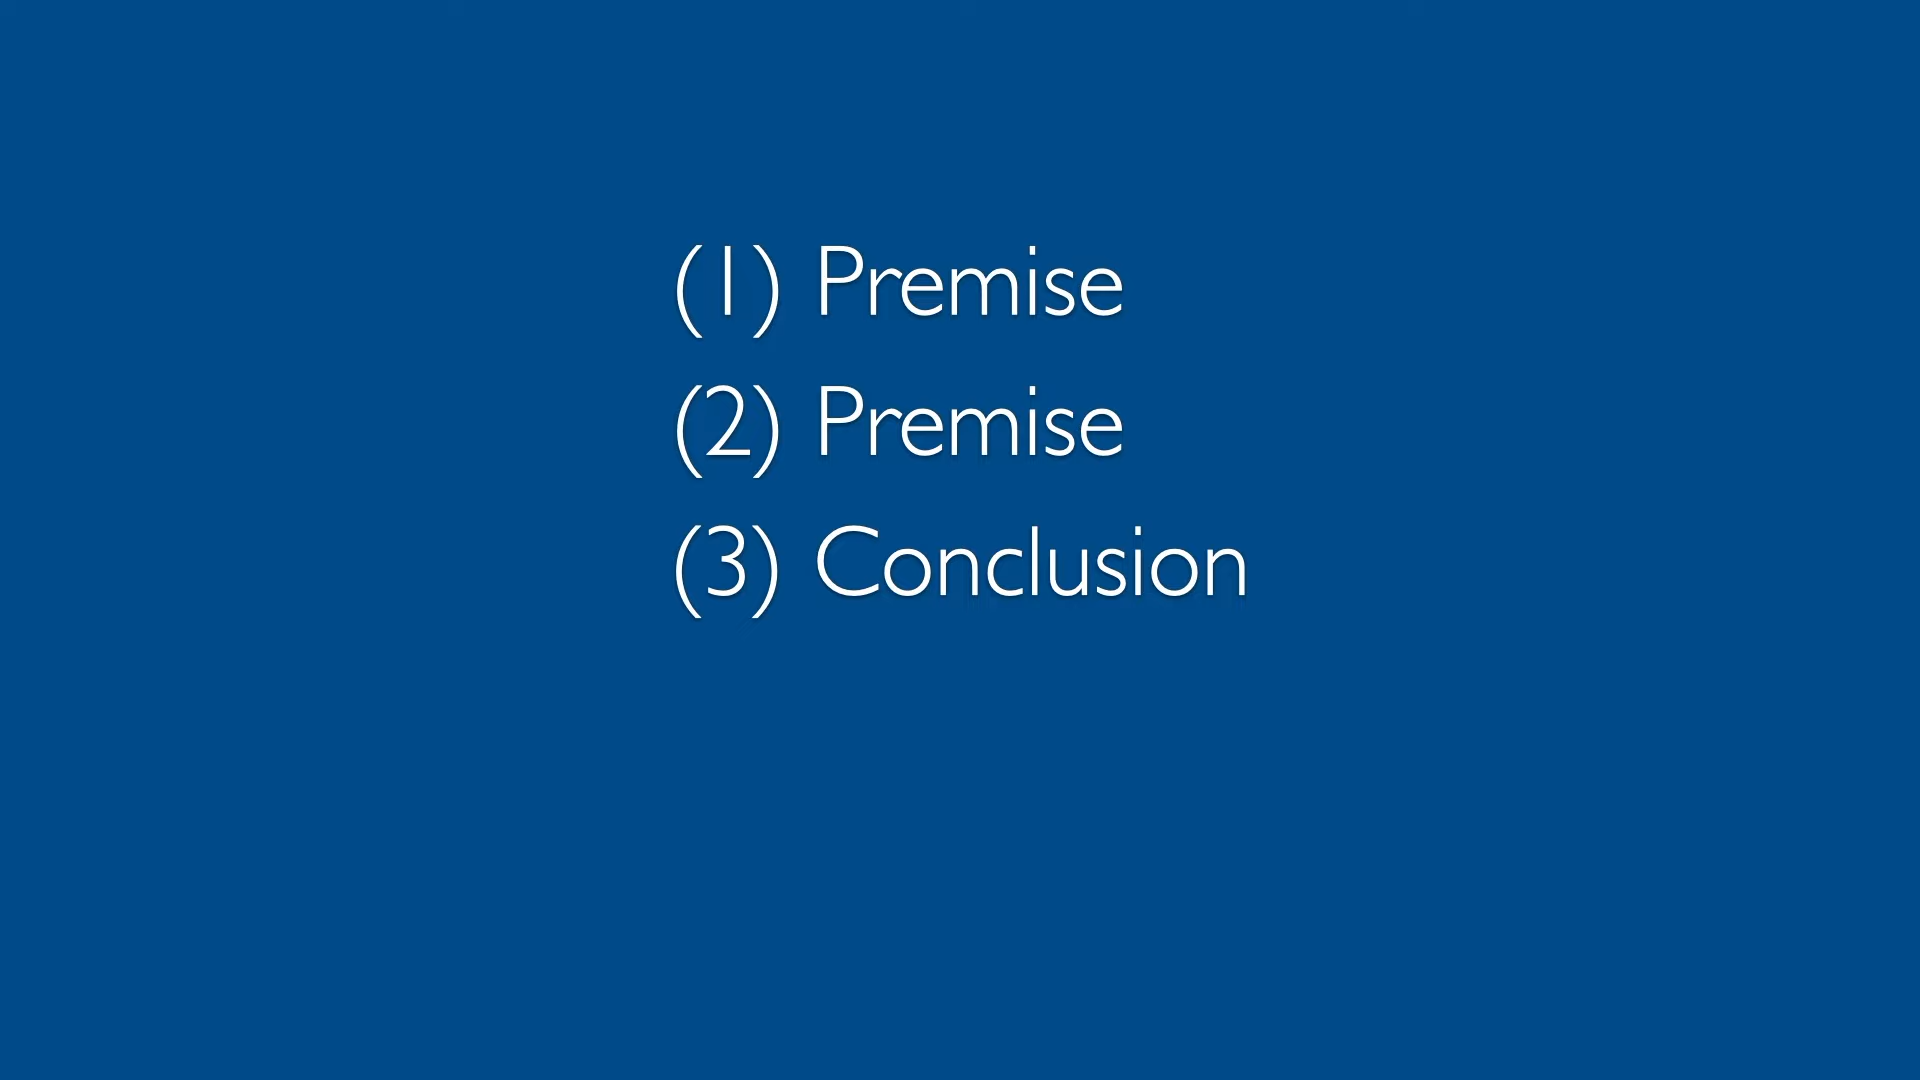 (1) Premise
(2) Premise
(3) Conclusion